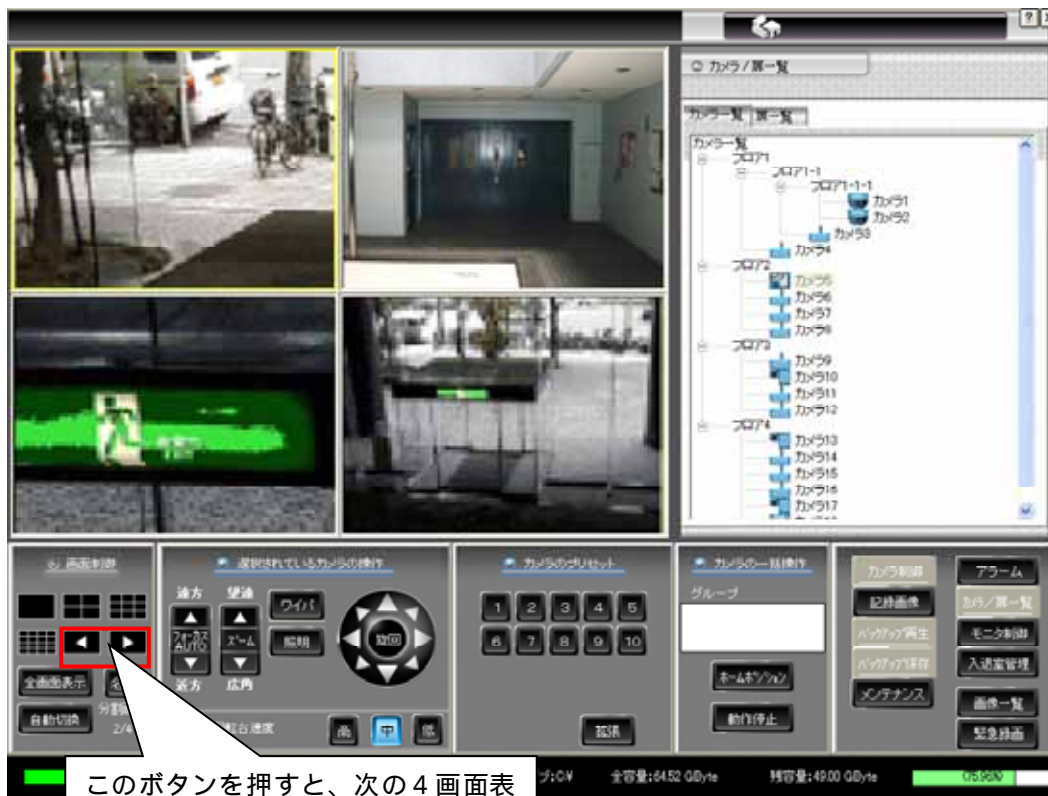 カメラ/扉一覧
カメラ一覧 扉一覧
カメラ一覧
フロア1
フロア1-1
フロア1-1-1
カメラ1
カメラ2
カメラ3
カメラ4
フロア2
カメラ5
カメラ6
カメラ7
カメラ8
フロア3
カメラ9
カメラ10
カメラ11
カメラ12
フロア4
カメラ13
カメラ14
カメラ15
カメラ16
カメラ17
画面制御
全画面表示
自動切換
2/4
選択されているカメラの操作
遠方 望遠
フォーカス AUTO ズーム
近方 広角
ワイパ
照明
旋回
高 中 低
カメラのプリセット
1 2 3 4 5
6 7 8 9 10
拡張
カメラの一括操作
グループ
ホームポジション
動作停止
カメラ制御 アラーム
記録画像 カメラ/扉一覧
バックアップ再生 モニタ制御
バックアップ保存 入退室管理
メンテナンス 画像一覧
緊急録画
このボタンを押すと、次の4画面表
プ:C:¥ 全容量:64.52 GByte 残容量:49.00 GByte (75.96%)